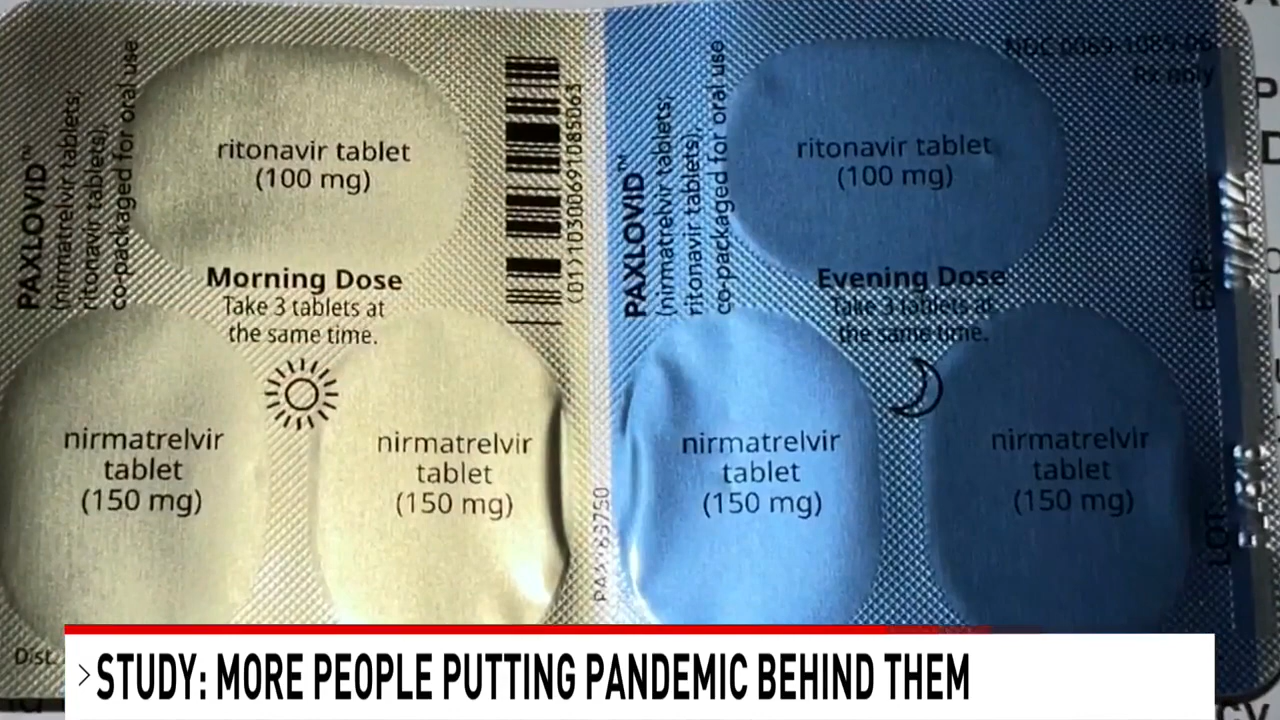 PAXLOVID™
(nirmatrelvir tablets;
ritonavir tablets),
co-packaged for oral use
ritonavir tablet
(100 mg)
Morning Dose
Take 3 tablets at
the same time.
nirmatrelvir
tablet
(150 mg)
nirmatrelvir
tablet
(150 mg)
(01)10300691085063
PAXLOVID™
(nirmatrelvir tablets;
ritonavir tablets),
co-packaged for oral use
ritonavir tablet
(100 mg)
Evening Dose
Take 3 tablets at
the same time.
nirmatrelvir
tablet
(150 mg)
nirmatrelvir
tablet
(150 mg)
Rx only
EXP:
LOT:
Dist.
STUDY: MORE PEOPLE PUTTING PANDEMIC BEHIND THEM